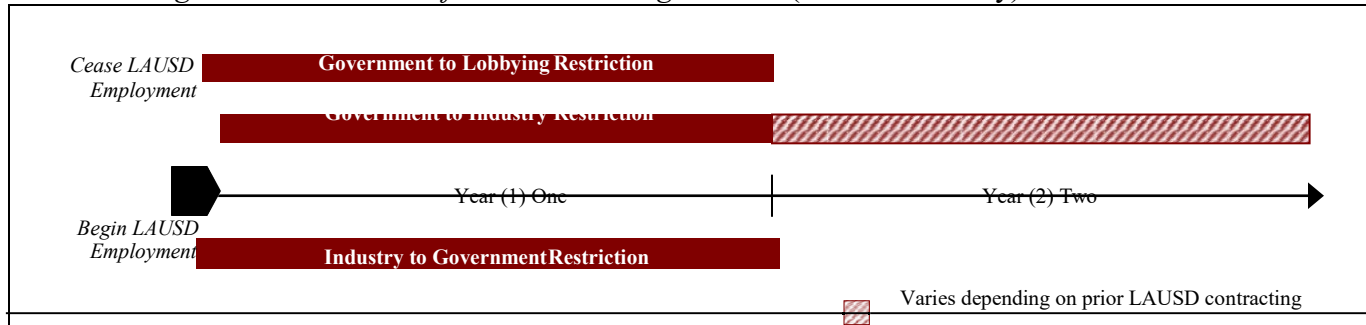 Cease LAUSD
Employment
Government to Lobbying Restriction
Government to Industry Restriction
Year (1) One
Year (2) Two
Begin LAUSD
Employment
Industry to GovernmentRestriction
Varies depending on prior LAUSD contracting